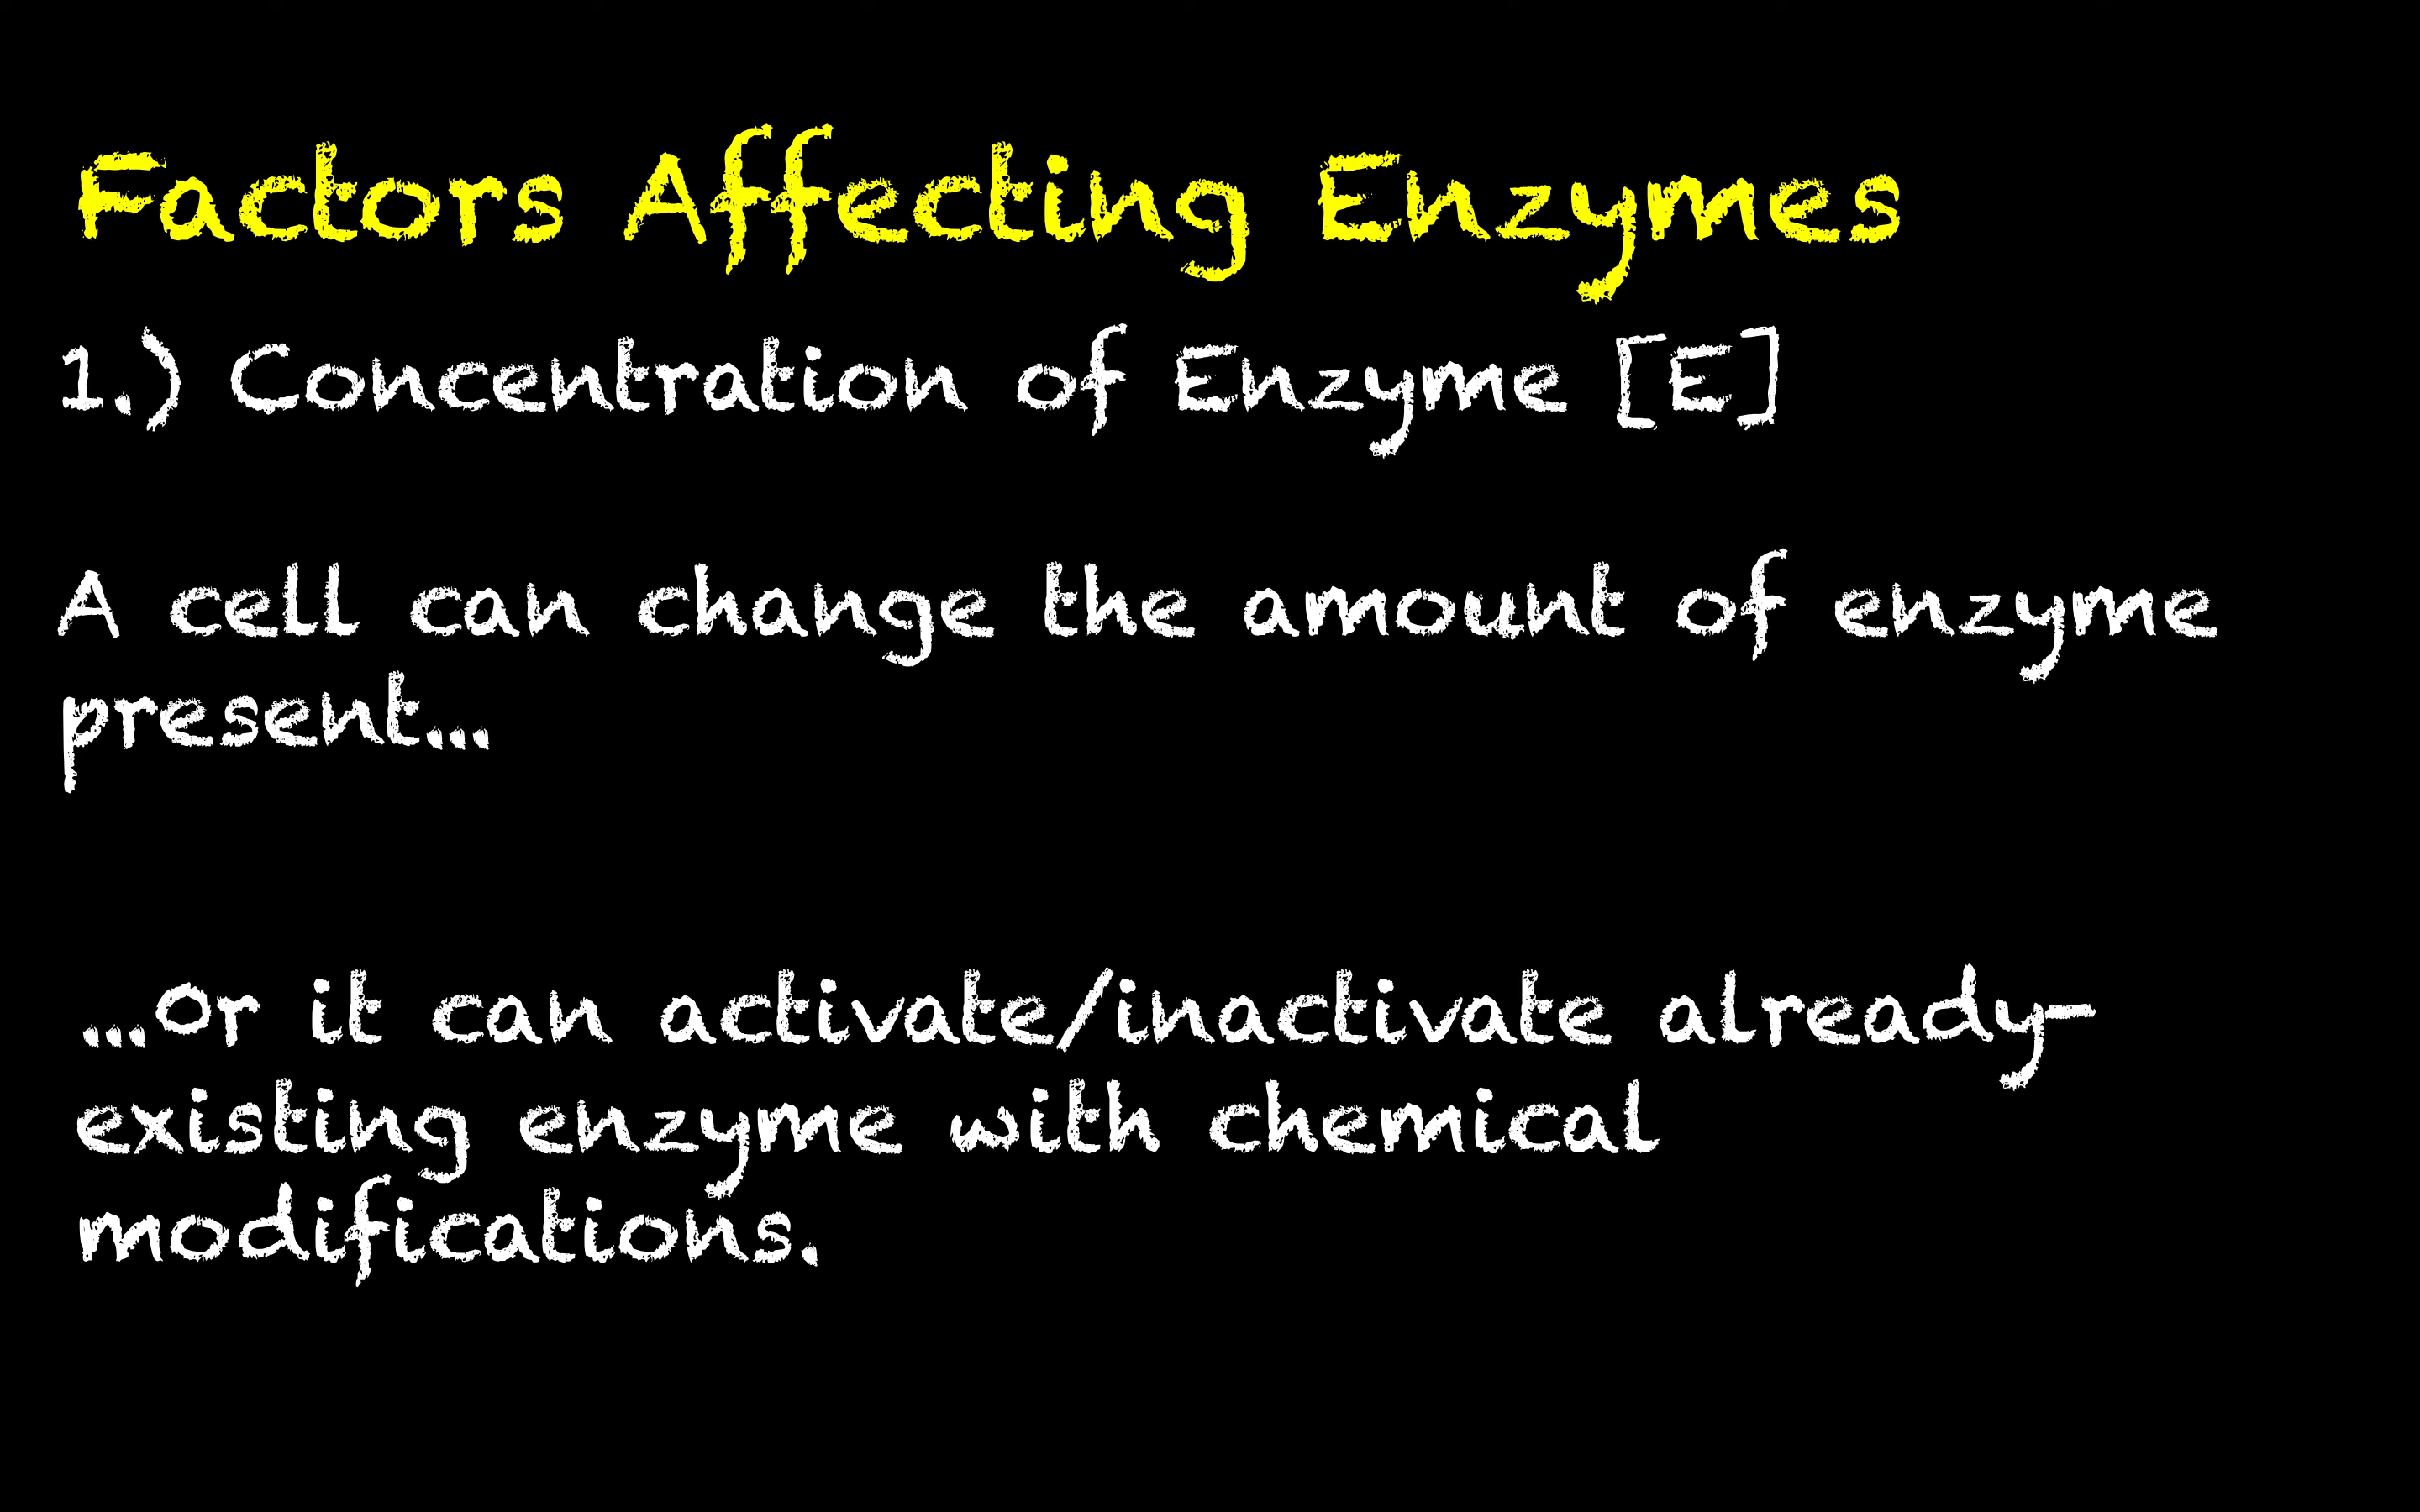 Factors Affecting Enzymes
1.) Concentration of Enzyme [E]
A cell can change the amount of enzyme
present...
...Or it can activate/inactivate already-
existing enzyme with chemical
modifications.